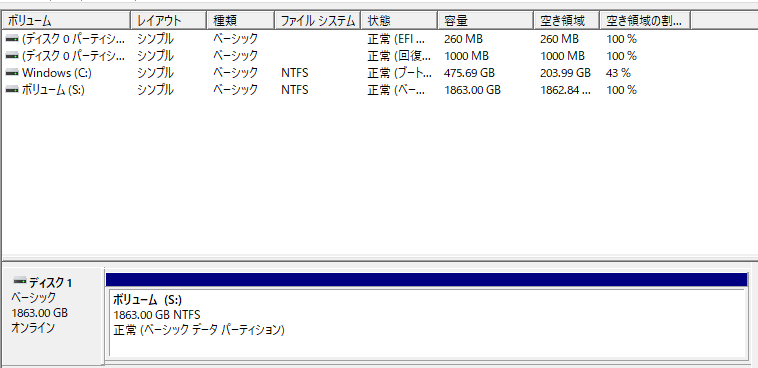 ボリューム レイアウト 種類 ファイル システム 状態 容量 空き領域 空き領域の割...
(ディスク 0 パーティシ... シンプル ベーシック 正常 (EFI ... 260 MB 260 MB 100 %
(ディスク 0 パーティシ... シンプル ベーシック 正常 (回復... 1000 MB 1000 MB 100 %
Windows (C:) シンプル ベーシック NTFS 正常 (ブート... 475.69 GB 203.99 GB 43 %
ボリューム (S:) シンプル ベーシック NTFS 正常 (ベー... 1863.00 GB 1862.84 ... 100 %
ディスク 1
ベーシック
1863.00 GB
オンライン
ボリューム (S:)
1863.00 GB NTFS
正常 (ベーシック データ パーティション)